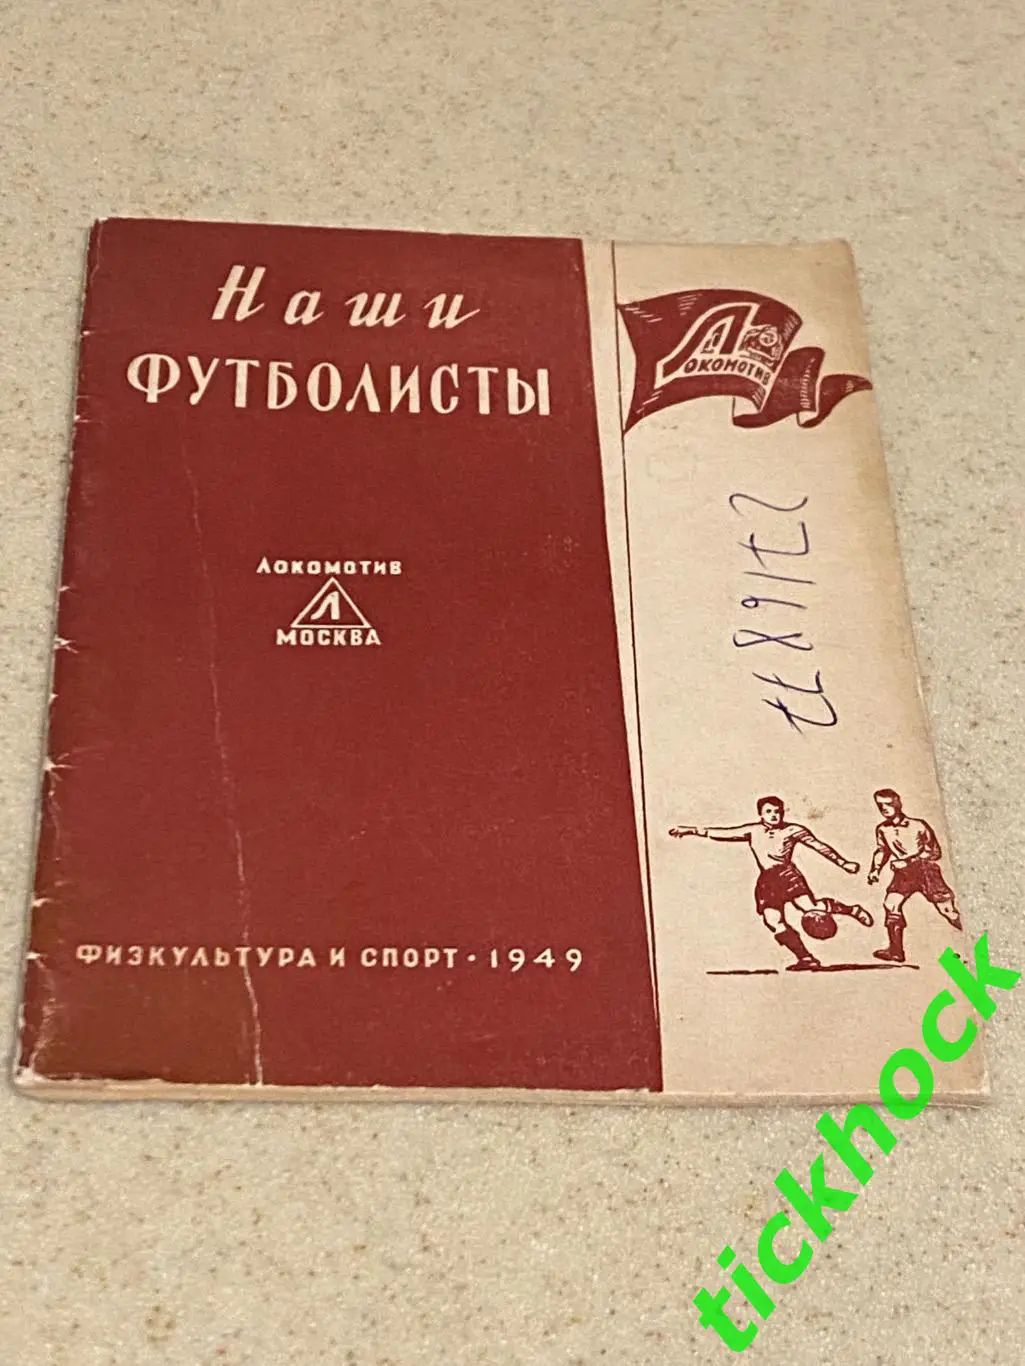 Наши
ФУТБОЛИСТЫ
ЛОКОМОТИВ
ЛОКОМОТИВ
Л
МОСКВА
ФИЗКУЛЬТУРА И СПОРТ · 1949
tickhock